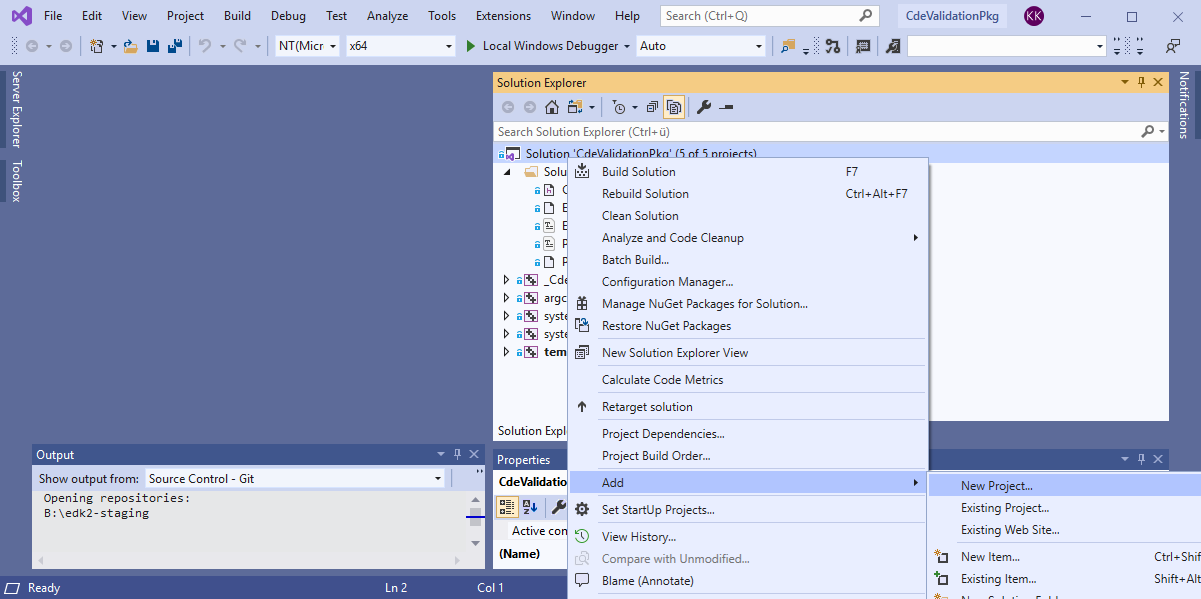 File Edit View Project Build Debug Test Analyze Tools Extensions Window Help Search (Ctrl+Q) CdeValidationPkg KK
NT(Micr x64 Local Windows Debugger Auto
Server Explorer
Toolbox
Notifications
Solution Explorer
Search Solution Explorer (Ctrl+ü)
Solution 'CdeValidationPkg' (5 of 5 projects)
Solu
_Cde
argc
syste
syste
tem
Solution Expl
Build Solution F7
Rebuild Solution Ctrl+Alt+F7
Clean Solution
Analyze and Code Cleanup
Batch Build...
Configuration Manager...
Manage NuGet Packages for Solution...
Restore NuGet Packages
New Solution Explorer View
Calculate Code Metrics
Retarget solution
Project Dependencies...
Project Build Order...
Add
Set StartUp Projects...
View History...
Compare with Unmodified...
Blame (Annotate)
New Project...
Existing Project...
Existing Web Site...
New Item... Ctrl+Shif
Existing Item... Shift+Alt
Output
Show output from: Source Control - Git
Opening repositories:
B:\edk2-staging
Properties
CdeValidatio
Active con
(Name)
Ready Ln 2 Col 1